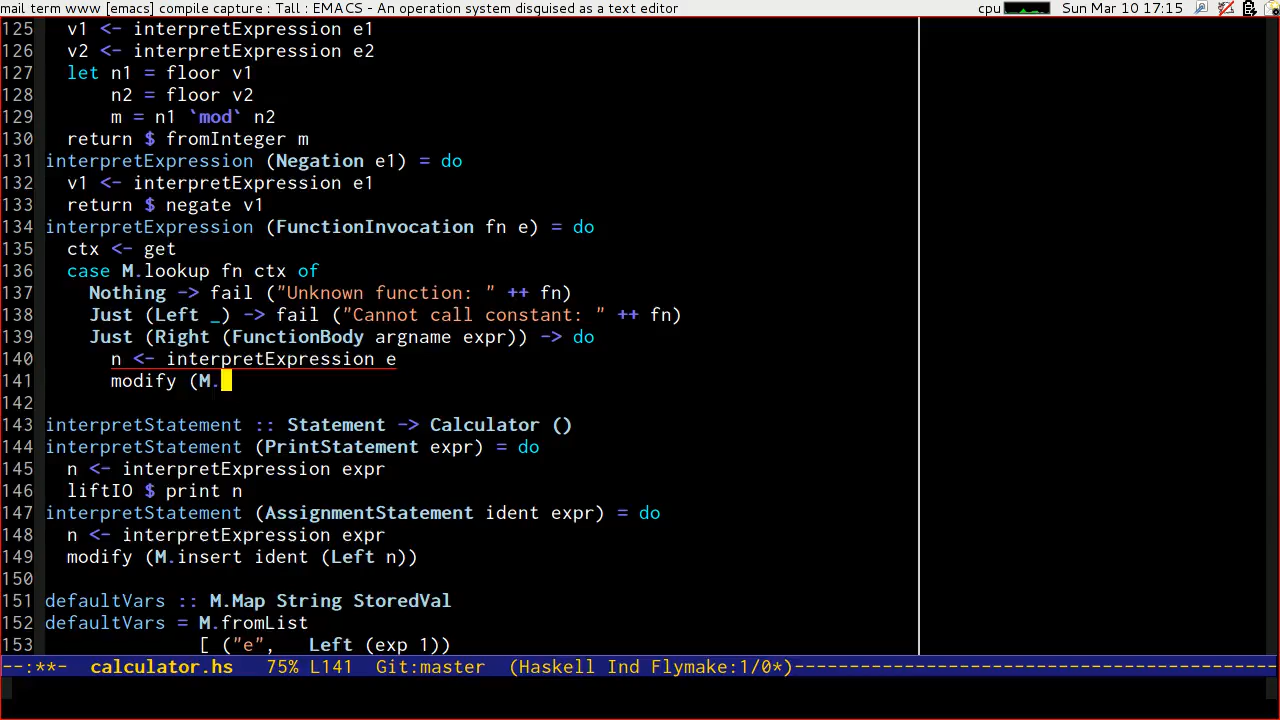 mail term www [emacs] compile capture : Tall : EMACS - An operation system disguised as a text editor cpu Sun Mar 10 17:15
125   v1 <- interpretExpression e1
126   v2 <- interpretExpression e2
127   let n1 = floor v1
128       n2 = floor v2
129       m = n1 `mod` n2
130   return $ fromInteger m
131 interpretExpression (Negation e1) = do
132   v1 <- interpretExpression e1
133   return $ negate v1
134 interpretExpression (FunctionInvocation fn e) = do
135   ctx <- get
136   case M.lookup fn ctx of
137     Nothing -> fail ("Unknown function: " ++ fn)
138     Just (Left _) -> fail ("Cannot call constant: " ++ fn)
139     Just (Right (FunctionBody argname expr)) -> do
140       n <- interpretExpression e
141       modify (M.
142
143 interpretStatement :: Statement -> Calculator ()
144 interpretStatement (PrintStatement expr) = do
145   n <- interpretExpression expr
146   liftIO $ print n
147 interpretStatement (AssignmentStatement ident expr) = do
148   n <- interpretExpression expr
149   modify (M.insert ident (Left n))
150
151 defaultVars :: M.Map String StoredVal
152 defaultVars = M.fromList
153               [ ("e",   Left (exp 1))
--:**-  calculator.hs   75% L141  Git:master  (Haskell Ind Flymake:1/0*)--------------------------------------------